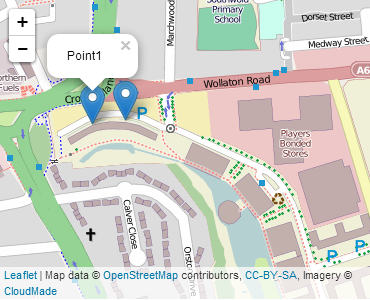 +
−
Point1
×
Southwold
Primary
School
Marchwood
Dorset Street
Medway Street
Northern
Fuels
Wollaton Road
A6
P
Players
Bonded
Stores
Calver
Close
P
P
Leaflet | Map data © OpenStreetMap contributors, CC-BY-SA, Imagery ©
CloudMade